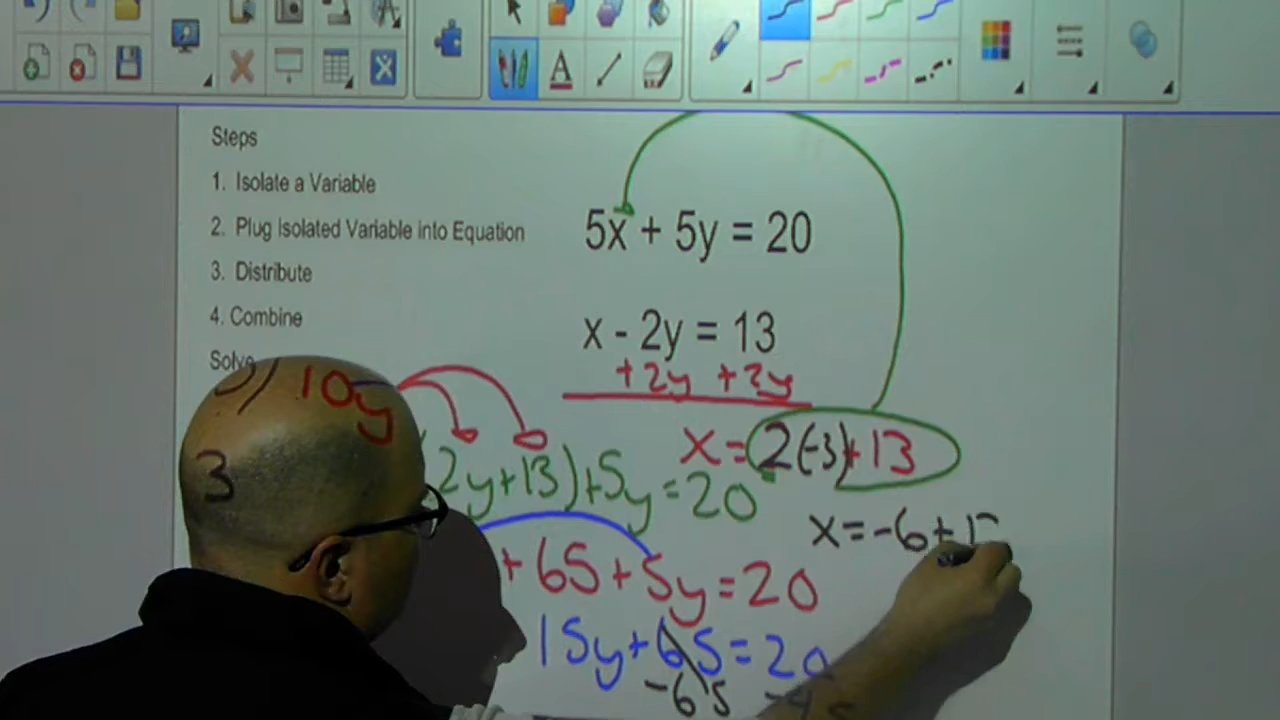 Steps
1. Isolate a Variable
2. Plug Isolated Variable into Equation
3. Distribute
4. Combine
5x + 5y = 20
x - 2y = 13
+2y +2y
x = 2(-3)+13
2y+13)+5y=20
x=-6+1
+65+5y=20
15y+65=20
-65
10y
3